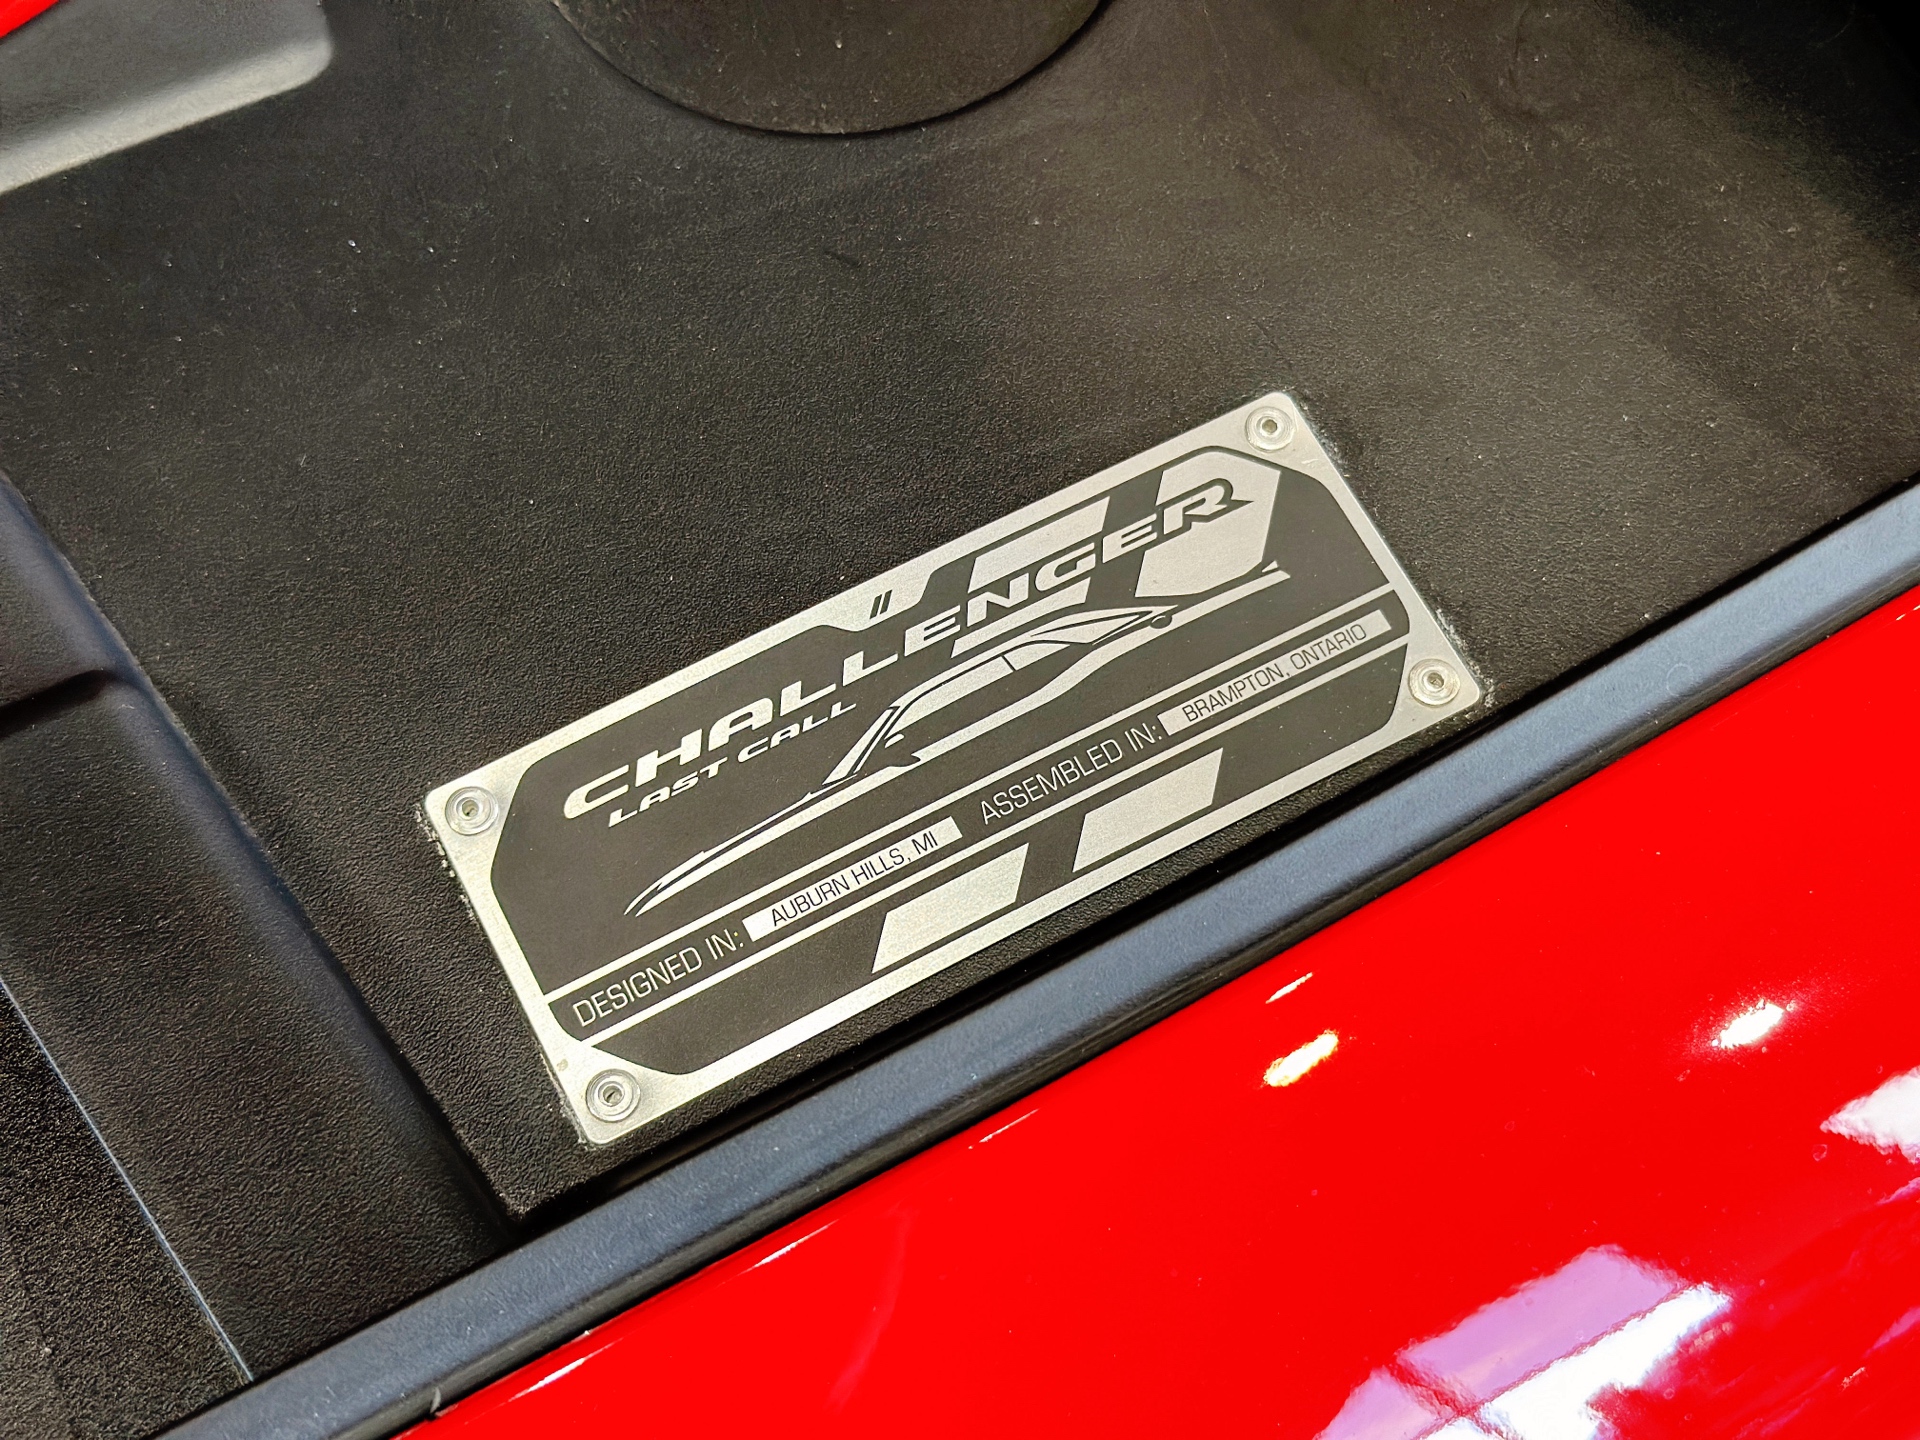 CHALLENGER
LAST CALL
DESIGNED IN: AUBURN HILLS, MI ASSEMBLED IN: BRAMPTON, ONTARIO